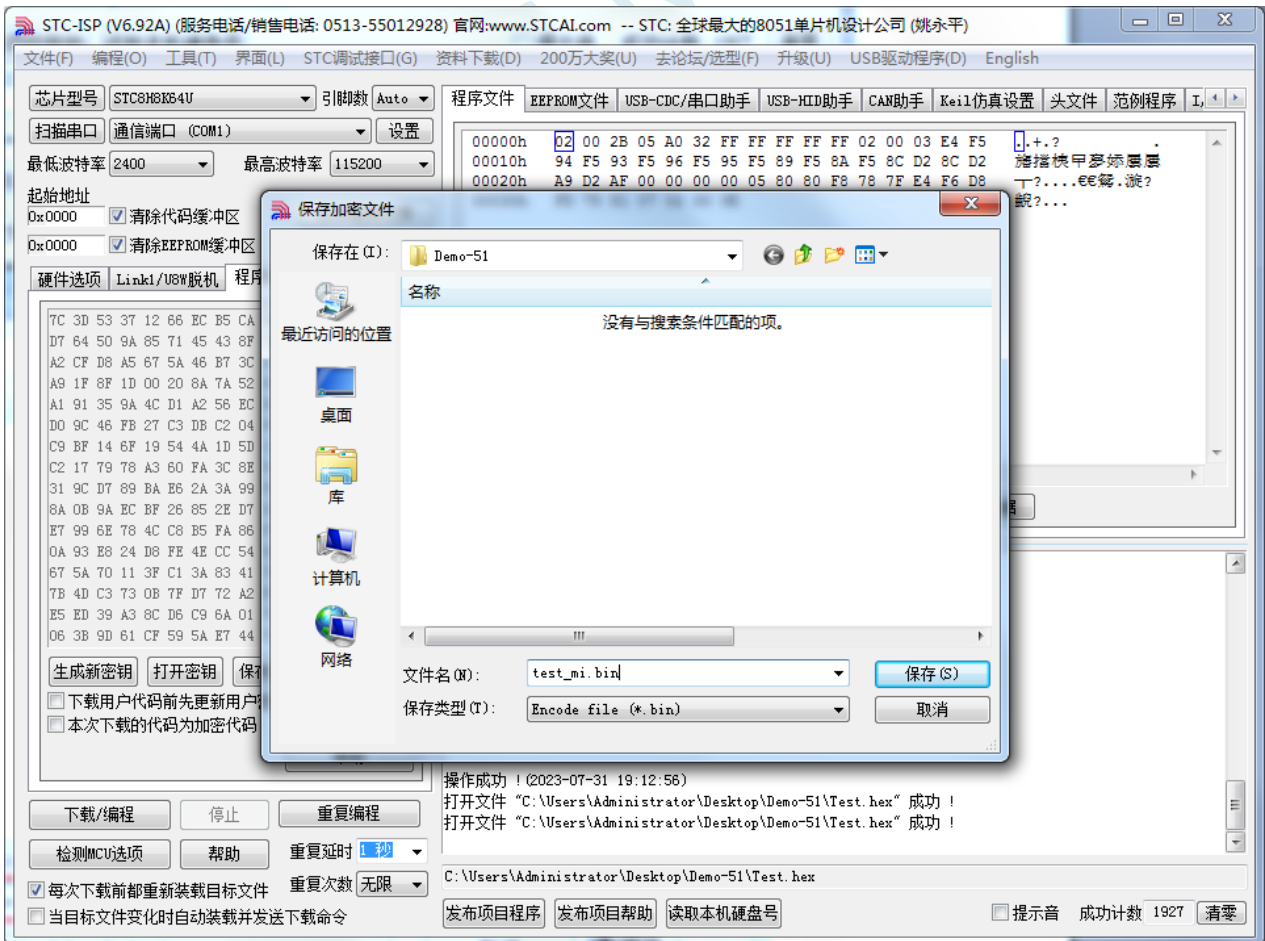 STC-ISP (V6.92A) (服务电话/销售电话: 0513-55012928) 官网:www.STCAI.com -- STC: 全球最大的8051单片机设计公司 (姚永平)
文件(F) 编程(O) 工具(T) 界面(L) STC调试接口(G) 资料下载(D) 200万大奖(U) 去论坛/选型(F) 升级(U) USB驱动程序(D) English
芯片型号 STC8H8K64U 引脚数 Auto
扫描串口 通信端口 (COM1) 设置
最低波特率 2400 最高波特率 115200
起始地址
0x0000 清除代码缓冲区
0x0000 清除EEPROM缓冲区
硬件选项 Link1/U8W脱机 程序
7C 3D 53 37 12 66 EC B5 CA
D7 64 50 9A 85 71 45 43 8F
A2 CF D8 A5 67 5A 46 B7 3C
A9 1F 8F 1D 00 20 8A 7A 52
A1 91 35 9A 4C D1 A2 56 EC
D0 9C 46 FB 27 C3 DB C2 04
C9 BF 14 6F 19 54 4A 1D 5D
C2 17 79 78 A3 60 FA 3C 8E
31 9C D7 89 BA E6 2A 3A 99
8A 0B 9A EC BF 26 85 2E D7
E7 99 6E 78 4C C8 B5 FA 86
0A 93 E8 24 D8 FE 4E CC 54
67 5A 70 11 3F C1 3A 83 41
7B 4D C3 73 0B 7F D7 72 A2
E5 ED 39 A3 8C D6 C9 6A 01
06 3B 9D 61 CF 59 5A E7 44
生成新密钥 打开密钥 保存
下载用户代码前先更新用户
本次下载的代码为加密代码
下载/编程 停止 重复编程
检测MCU选项 帮助 重复延时 1 秒
每次下载前都重新装载目标文件 重复次数 无限
当目标文件变化时自动装载并发送下载命令
程序文件 EEPROM文件 USB-CDC/串口助手 USB-HID助手 CAN助手 Keil仿真设置 头文件 范例程序 I,
00000h 02 00 2B 05 A0 32 FF FF FF FF FF 02 00 03 E4 F5 ..+.? .
00010h 94 F5 93 F5 96 F5 95 F5 89 F5 8A F5 8C D2 8C D2
00020h A9 D2 AF 00 00 00 00 05 80 80 F8 78 7F E4 F6 D8
保存加密文件
保存在(I): Demo-51
名称
没有与搜索条件匹配的项。
最近访问的位置
桌面
库
计算机
网络
文件名(N): test_mi.bin 保存(S)
保存类型(T): Encode file (*.bin) 取消
操作成功 !(2023-07-31 19:12:56)
打开文件 "C:\Users\Administrator\Desktop\Demo-51\Test.hex" 成功 !
打开文件 "C:\Users\Administrator\Desktop\Demo-51\Test.hex" 成功 !
C:\Users\Administrator\Desktop\Demo-51\Test.hex
发布项目程序 发布项目帮助 读取本机硬盘号 提示音 成功计数 1927 清零